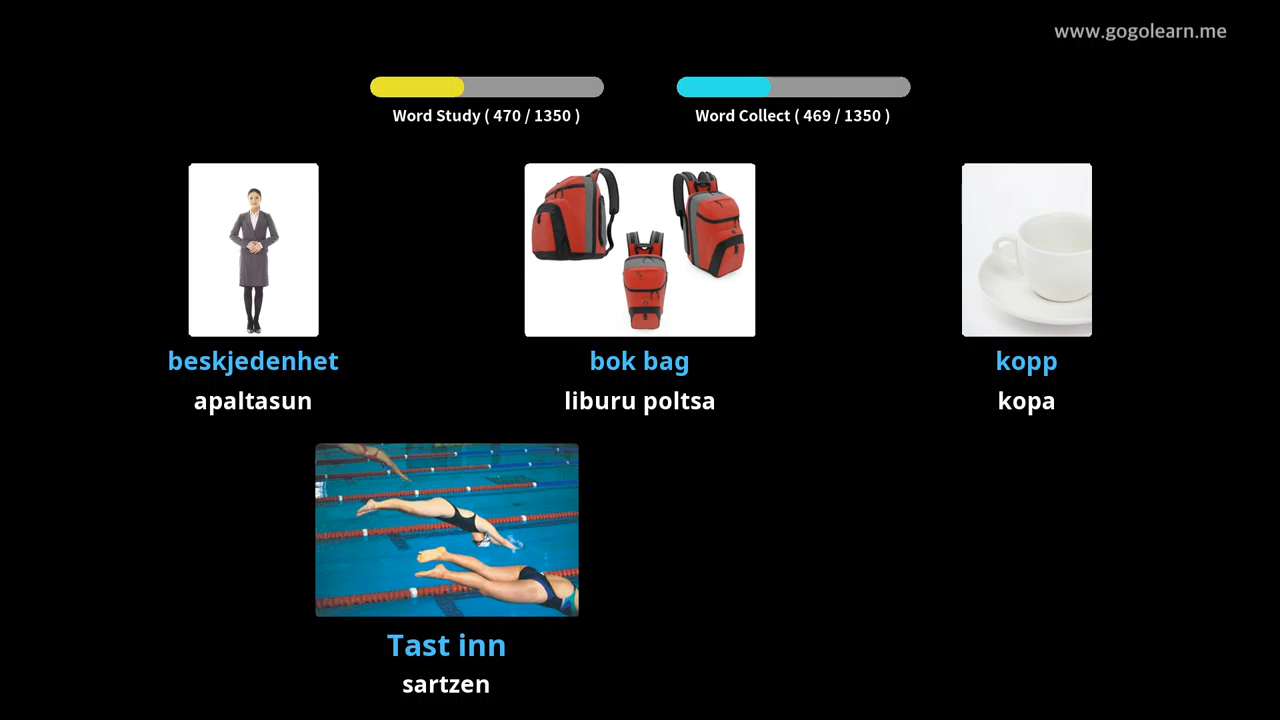 www.gogolearn.me
Word Study ( 470 / 1350 )
Word Collect ( 469 / 1350 )
beskjedenhet
apaltasun
bok bag
liburu poltsa
kopp
kopa
Tast inn
sartzen